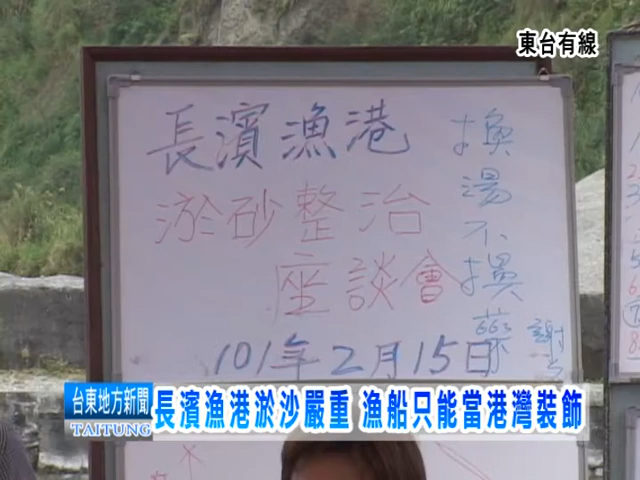 東台有線
長濱漁港
淤砂整治
座談會
101年2月15日
換湯不換藥
謝
台東地方新聞
TAITUNG
長濱漁港淤沙嚴重 漁船只能當港灣裝飾